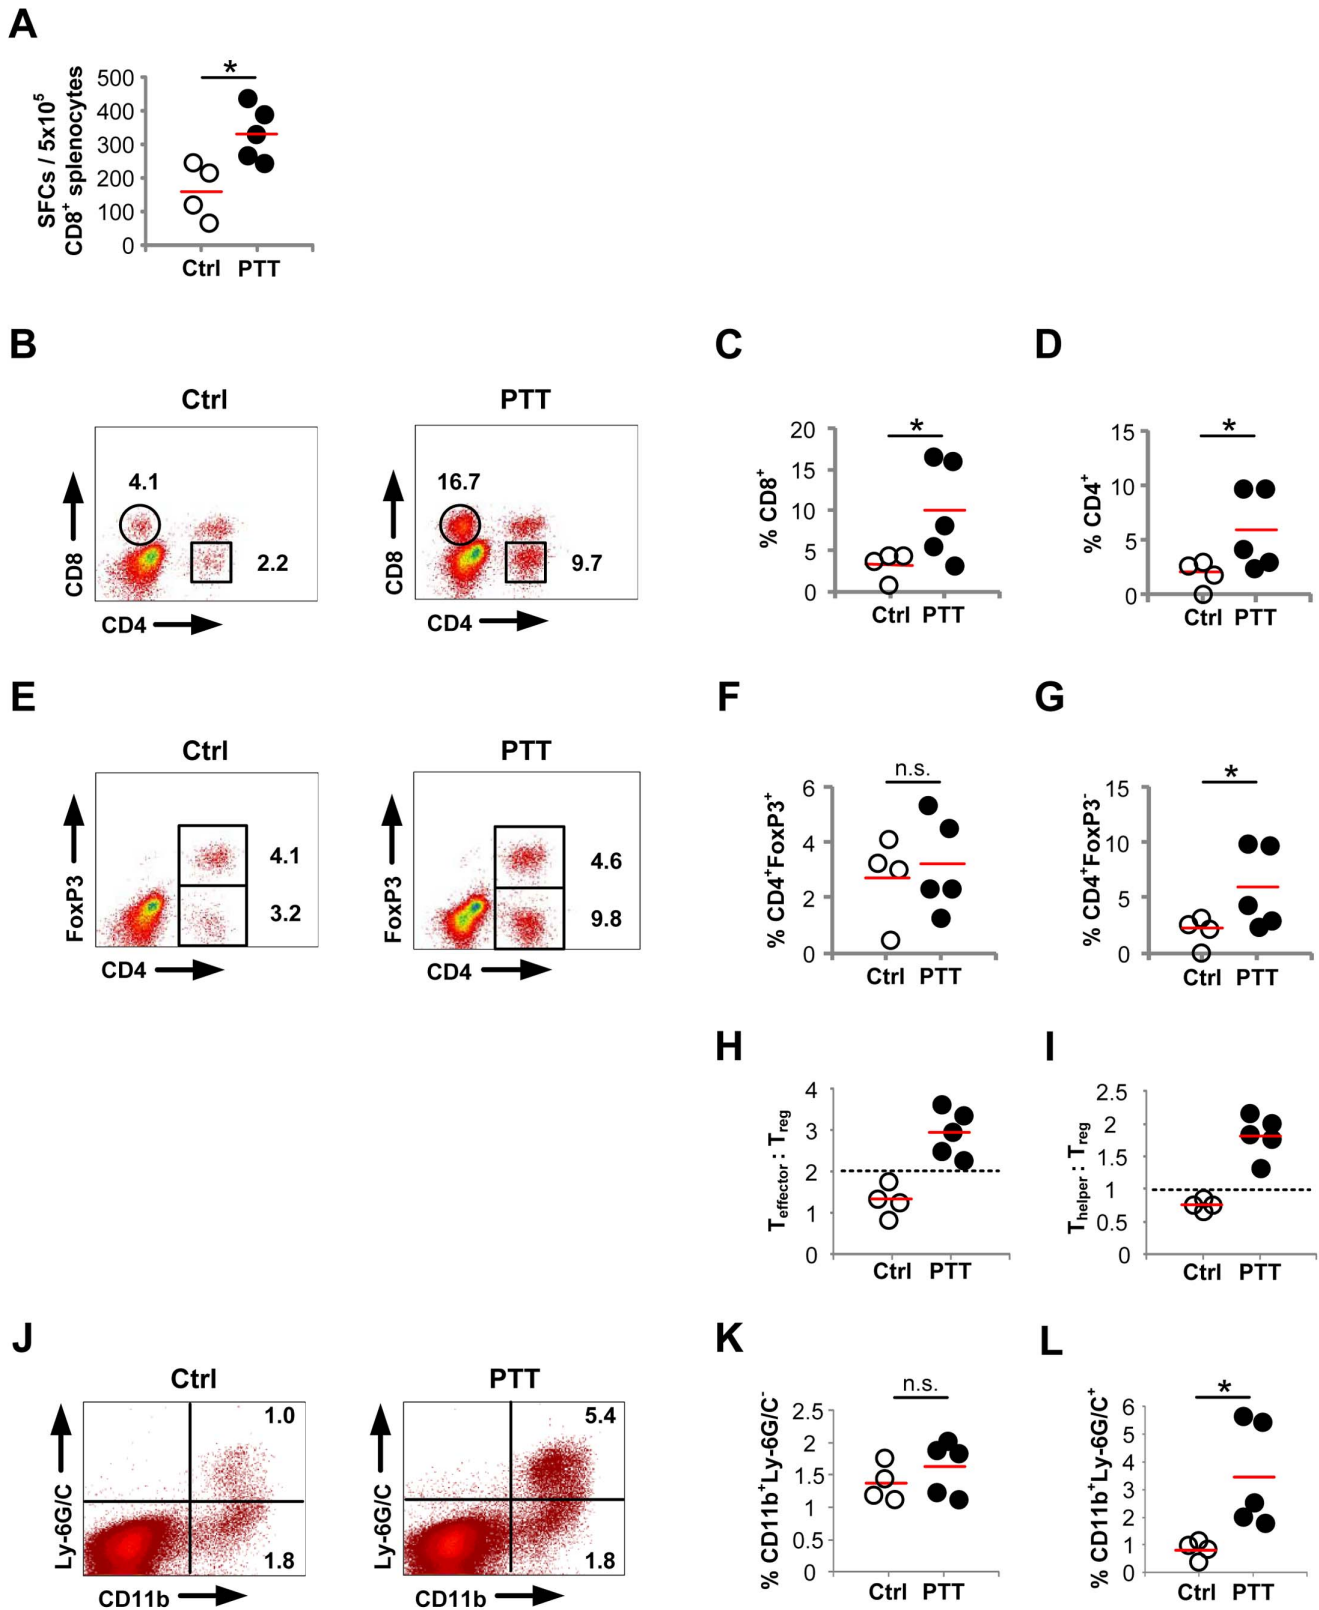 A
SFCs / 5x10⁵
CD8⁺ splenocytes
500
400
300
200
100
0
*
Ctrl PTT
B
Ctrl
4.1
2.2
CD8
CD4
PTT
16.7
9.7
CD8
CD4
C
% CD8⁺
20
15
10
5
0
*
Ctrl PTT
D
% CD4⁺
15
10
5
0
*
Ctrl PTT
E
Ctrl
4.1
3.2
FoxP3
CD4
PTT
4.6
9.8
FoxP3
CD4
F
% CD4⁺FoxP3⁺
6
4
2
0
n.s.
Ctrl PTT
G
% CD4⁺FoxP3⁻
15
10
5
0
*
Ctrl PTT
H
Teffector : Treg
4
3
2
1
0
Ctrl PTT
I
Thelper : Treg
2.5
2
1.5
1
0.5
0
Ctrl PTT
J
Ctrl
1.0
1.8
Ly-6G/C
CD11b
PTT
5.4
1.8
Ly-6G/C
CD11b
K
% CD11b⁺Ly-6G/C⁻
2.5
2
1.5
1
0.5
0
n.s.
Ctrl PTT
L
% CD11b⁺Ly-6G/C⁺
6
5
4
3
2
1
0
*
Ctrl PTT